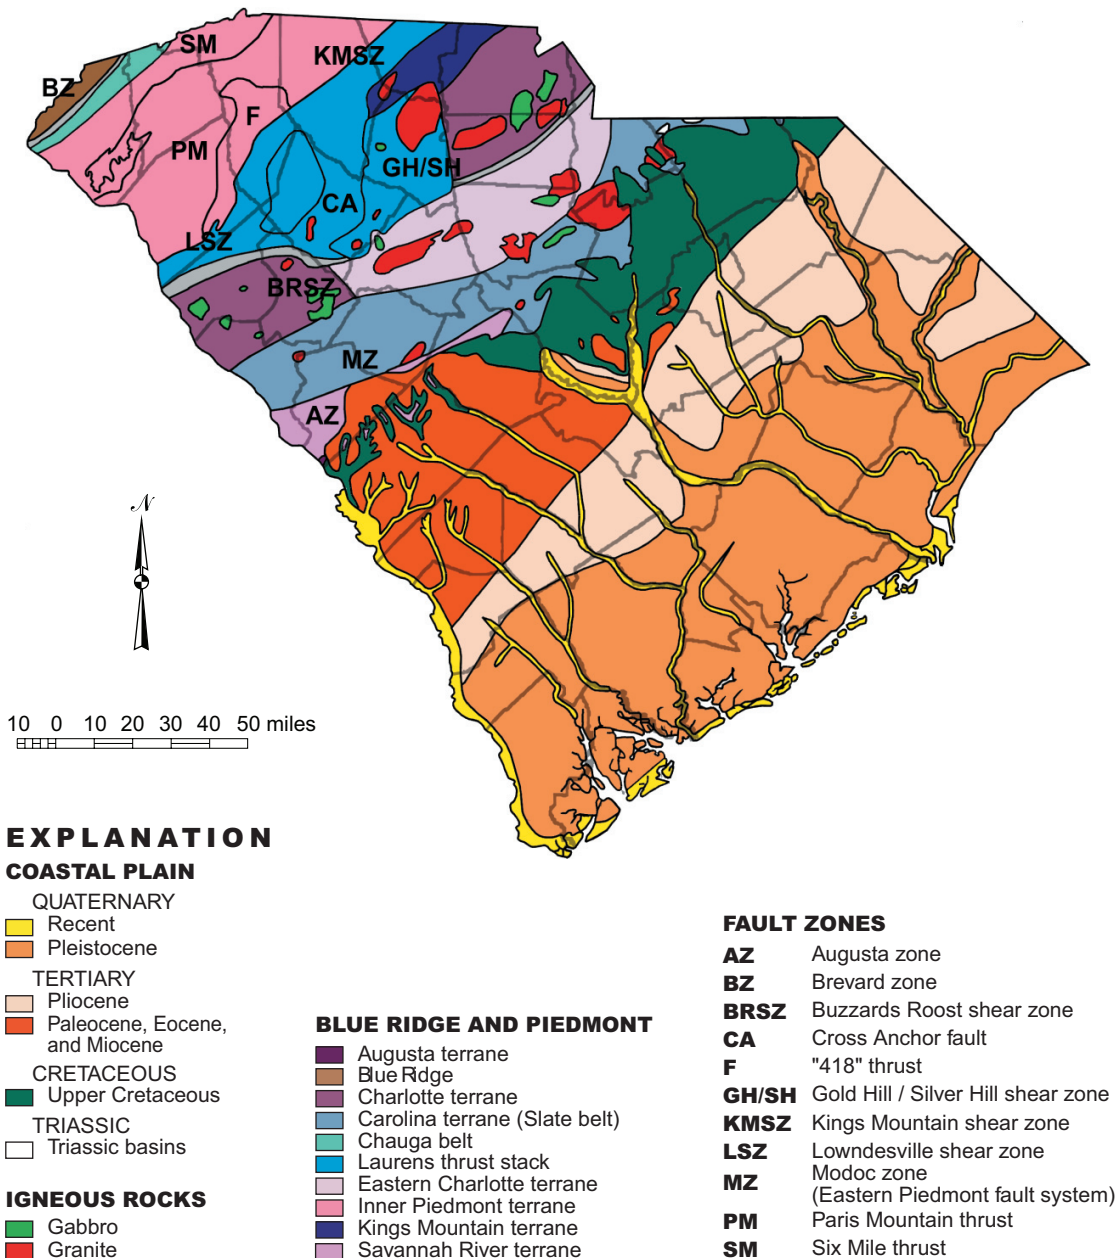 SM
KMSZ
BZ
F
PM
GH/SH
CA
LSZ
BRSZ
MZ
AZ
N
10 0 10 20 30 40 50 miles
EXPLANATION
COASTAL PLAIN
QUATERNARY
Recent
Pleistocene
TERTIARY
Pliocene
Paleocene, Eocene,
and Miocene
CRETACEOUS
Upper Cretaceous
TRIASSIC
Triassic basins
IGNEOUS ROCKS
Gabbro
Granite
BLUE RIDGE AND PIEDMONT
Augusta terrane
Blue Ridge
Charlotte terrane
Carolina terrane (Slate belt)
Chauga belt
Laurens thrust stack
Eastern Charlotte terrane
Inner Piedmont terrane
Kings Mountain terrane
Savannah River terrane
FAULT ZONES
AZ Augusta zone
BZ Brevard zone
BRSZ Buzzards Roost shear zone
CA Cross Anchor fault
F "418" thrust
GH/SH Gold Hill / Silver Hill shear zone
KMSZ Kings Mountain shear zone
LSZ Lowndesville shear zone
MZ Modoc zone
(Eastern Piedmont fault system)
PM Paris Mountain thrust
SM Six Mile thrust